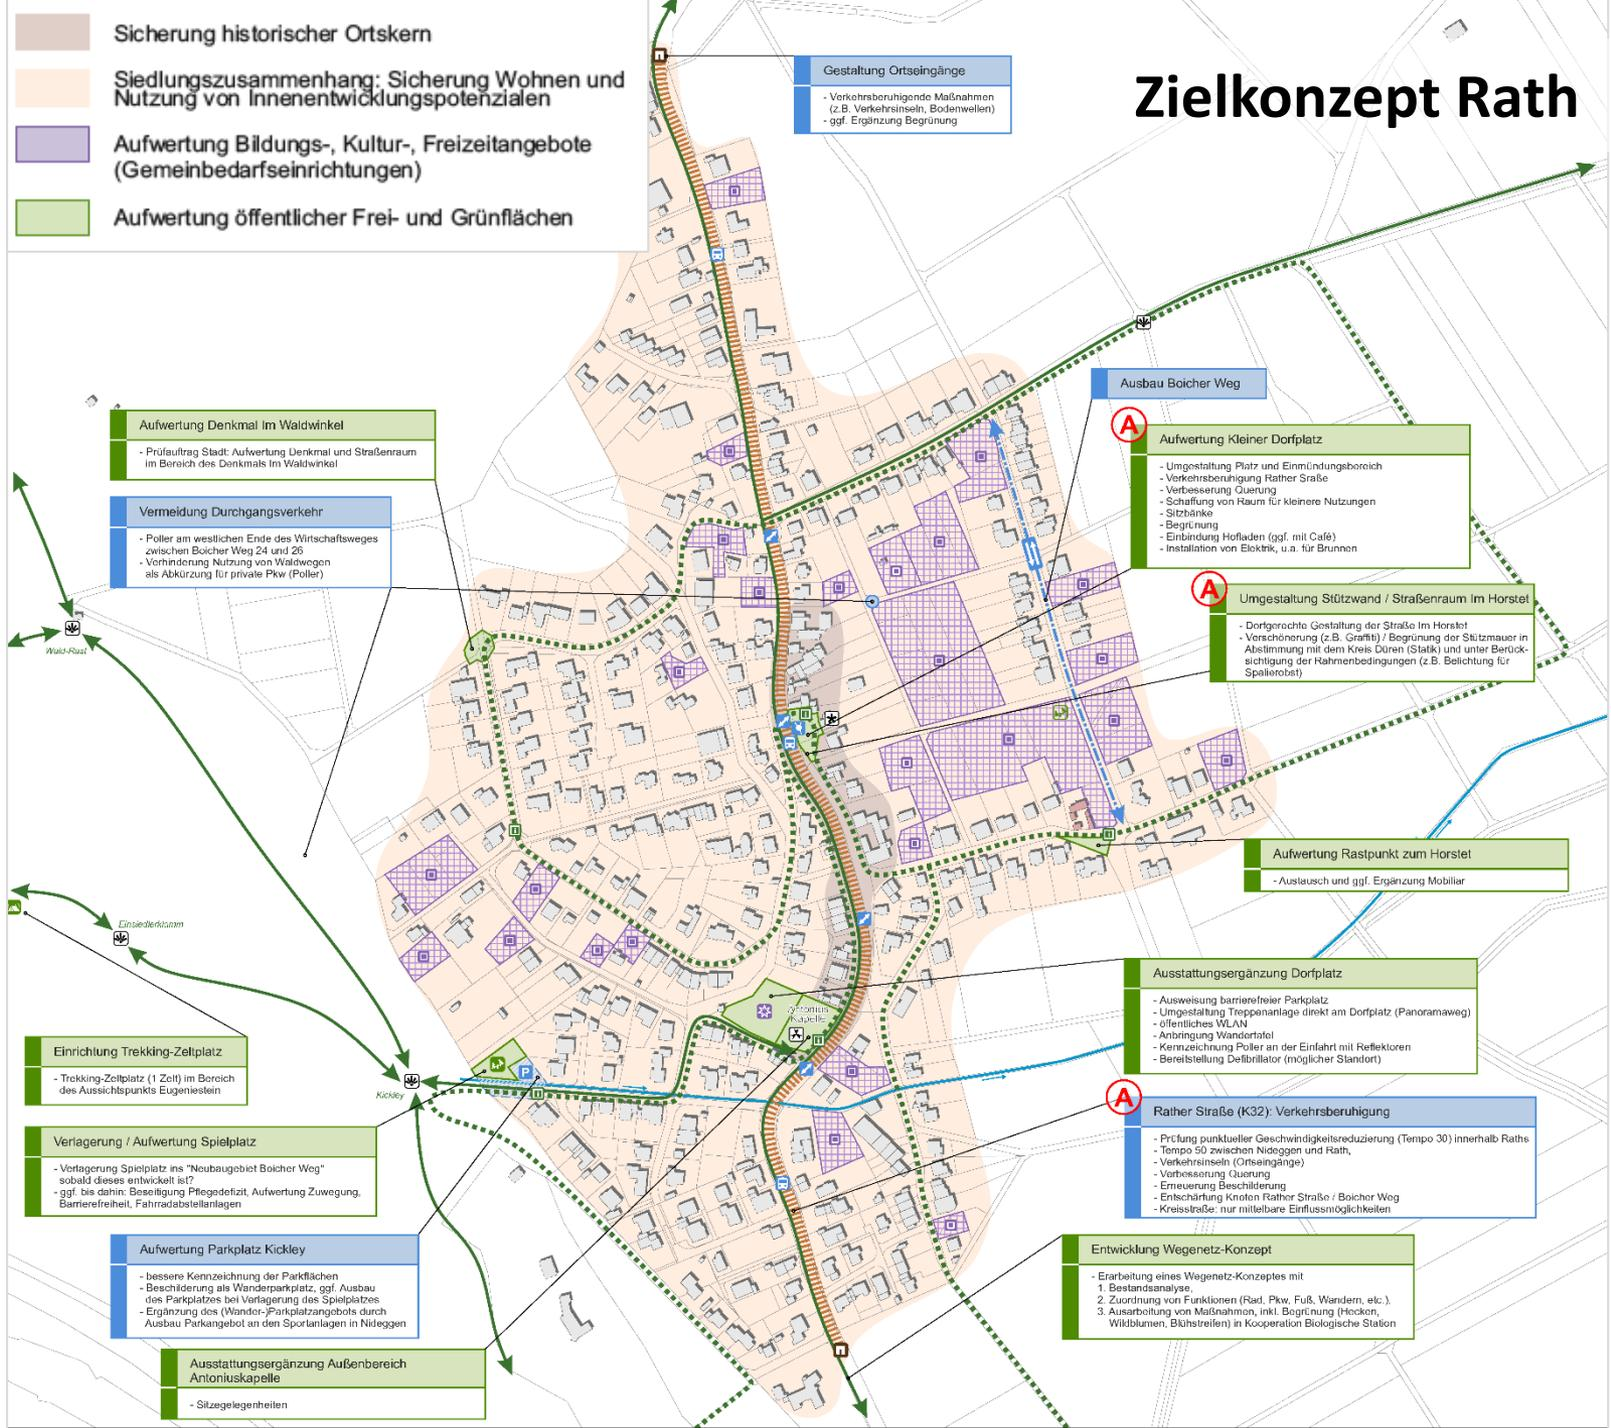 Sicherung historischer Ortskern
Siedlungszusammenhang: Sicherung Wohnen und
Nutzung von Innenentwicklungspotenzialen
Aufwertung Bildungs-, Kultur-, Freizeitangebote
(Gemeinbedarfseinrichtungen)
Aufwertung öffentlicher Frei- und Grünflächen
Zielkonzept Rath
Gestaltung Ortseingänge
- Verkehrsberuhigende Maßnahmen
(z.B. Verkehrsinseln, Bodenwellen)
- ggf. Ergänzung Begrünung
Ausbau Boicher Weg
Aufwertung Denkmal Im Waldwinkel
- Prüfauftrag Stadt: Aufwertung Denkmal und Straßenraum
im Bereich des Denkmals Im Waldwinkel
Vermeidung Durchgangsverkehr
- Poller am westlichen Ende des Wirtschaftsweges
zwischen Boicher Weg 24 und 26
- Verhinderung Nutzung von Waldwegen
als Abkürzung für private Pkw (Poller)
A
Aufwertung Kleiner Dorfplatz
- Umgestaltung Platz und Einmündungsbereich
- Verkehrsberuhigung Rather Sraße
- Verbesserung Querung
- Schaffung von Raum für kleinere Nutzungen
- Sitzbänke
- Begrünung
- Einbindung Hofladen (ggf. mit Café)
- Installation von Elektrik, u.a. für Brunnen
A
Umgestaltung Stützwand / Straßenraum Im Horstet
- Dorfgerechte Gestaltung der Straße Im Horstet
- Verschönerung (z.B. Graffiti) / Begrünung der Stützmauer in
Abstimmung mit dem Kreis Düren (Statik) und unter Berück-
sichtigung der Rahmenbedingungen (z.B. Belichtung für
Spalierobst)
Wald-Rast
Aufwertung Rastpunkt zum Horstet
- Austausch und ggf. Ergänzung Mobiliar
Einsiedlerklamm
Ausstattungsergänzung Dorfplatz
- Ausweisung barrierefreier Parkplatz
- Umgestaltung Treppenanlage direkt am Dorfplatz (Panoramaweg)
- öffentliches WLAN
- Anbringung Wandertafel
- Kennzeichnung Poller an der Einfahrt mit Reflektoren
- Bereitstellung Defibrillator (möglicher Standort)
Antonius
Kapelle
P
Kickley
Einrichtung Trekking-Zeltplatz
- Trekking-Zeltplatz (1 Zelt) im Bereich
des Aussichtspunkts Eugeniestein
Verlagerung / Aufwertung Spielplatz
- Verlagerung Spielplatz ins "Neubaugebiet Boicher Weg"
sobald dieses entwickelt ist?
- ggf. bis dahin: Beseitigung Pflegedefizit, Aufwertung Zuwegung,
Barrierefreiheit, Fahrradabstellanlagen
A
Rather Straße (K32): Verkehrsberuhigung
- Prüfung punktueller Geschwindigkeitsreduzierung (Tempo 30) innerhalb Raths
- Tempo 50 zwischen Nideggen und Rath,
- Verkehrsinseln (Ortseingänge)
- Verbesserung Querung
- Erneuerung Beschilderung
- Entschärfung Knoten Rather Straße / Boicher Weg
- Kreisstraße: nur mittelbare Einflussmöglichkeiten
Aufwertung Parkplatz Kickley
- bessere Kennzeichnung der Parkflächen
- Beschilderung als Wanderparkplatz, ggf. Ausbau
des Parkplatzes bei Verlagerung des Spielplatzes
- Ergänzung des (Wander-)Parkplatzangebots durch
Ausbau Parkangebot an den Sportanlagen in Nideggen
Entwicklung Wegenetz-Konzept
- Erarbeitung eines Wegenetz-Konzeptes mit
1. Bestandsanalyse,
2. Zuordnung von Funktionen (Rad, Pkw, Fuß, Wandern, etc.),
3. Ausarbeitung von Maßnahmen, inkl. Begrünung (Hecken,
Wildblumen, Blühstreifen) in Kooperation Biologische Station
Ausstattungsergänzung Außenbereich
Antoniuskapelle
- Sitzgelegenheiten